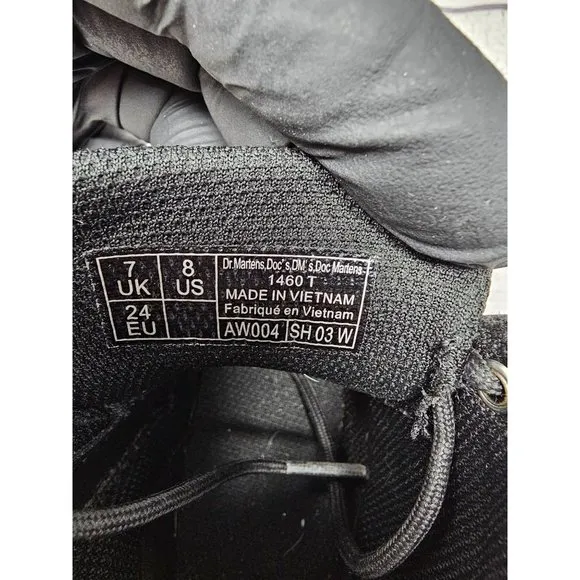 7 UK
8 US
24 EU
Dr.Martens,Doc's,DM's,Doc Martens
1460 T
MADE IN VIETNAM
Fabriqué en Vietnam
AW004
SH 03 W